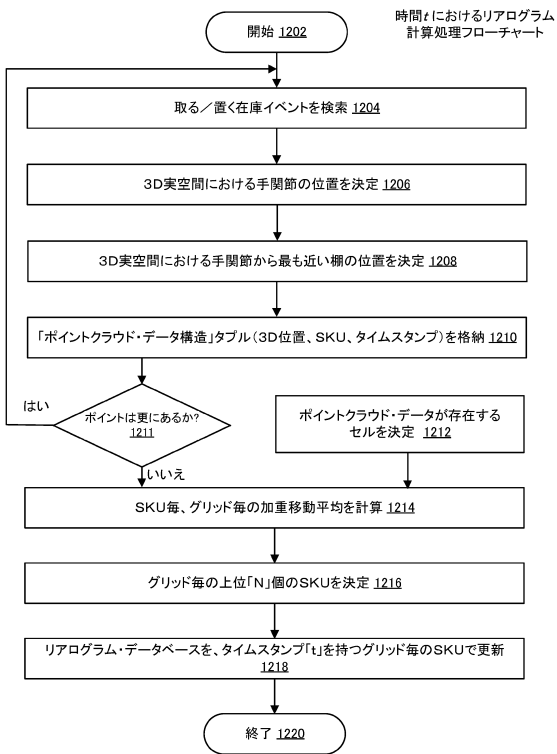 時間tにおけるリアログラム
計算処理フローチャート
開始 1202
取る／置く在庫イベントを検索 1204
3D実空間における手関節の位置を決定 1206
3D実空間における手関節から最も近い棚の位置を決定 1208
「ポイントクラウド・データ構造」タプル(3D位置、SKU、タイムスタンプ)を格納 1210
はい
ポイントは更にあるか?
1211
いいえ
ポイントクラウド・データが存在する
セルを決定 1212
SKU毎、グリッド毎の加重移動平均を計算 1214
グリッド毎の上位「N」個のSKUを決定 1216
リアログラム・データベースを、タイムスタンプ「t」を持つグリッド毎のSKUで更新
1218
終了 1220